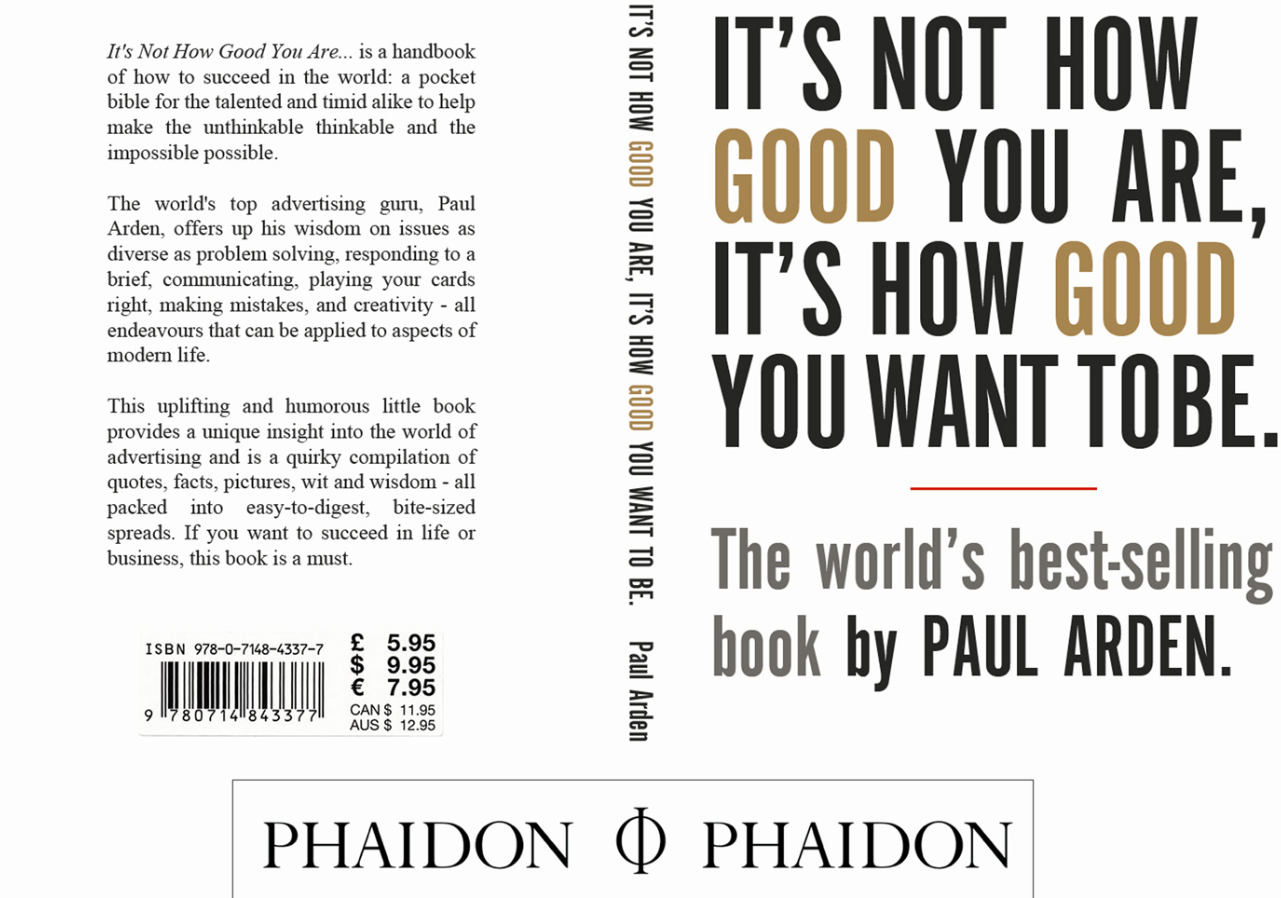 It's Not How Good You Are... is a handbook
of how to succeed in the world: a pocket
bible for the talented and timid alike to help
make the unthinkable thinkable and the
impossible possible.
The world's top advertising guru, Paul
Arden, offers up his wisdom on issues as
diverse as problem solving, responding to a
brief, communicating, playing your cards
right, making mistakes, and creativity - all
endeavours that can be applied to aspects of
modern life.
This uplifting and humorous little book
provides a unique insight into the world of
advertising and is a quirky compilation of
quotes, facts, pictures, wit and wisdom - all
packed into easy-to-digest, bite-sized
spreads. If you want to succeed in life or
business, this book is a must.
ISBN 978-0-7148-4337-7
9 780714 843377
£ 5.95
$ 9.95
€ 7.95
CAN $ 11.95
AUS $ 12.95
IT'S NOT HOW GOOD YOU ARE, IT'S HOW GOOD YOU WANT TO BE. Paul Arden
IT'S NOT HOW
GOOD YOU ARE,
IT'S HOW GOOD
YOU WANT TO BE.
The world's best-selling
book by PAUL ARDEN.
PHAIDON PHAIDON